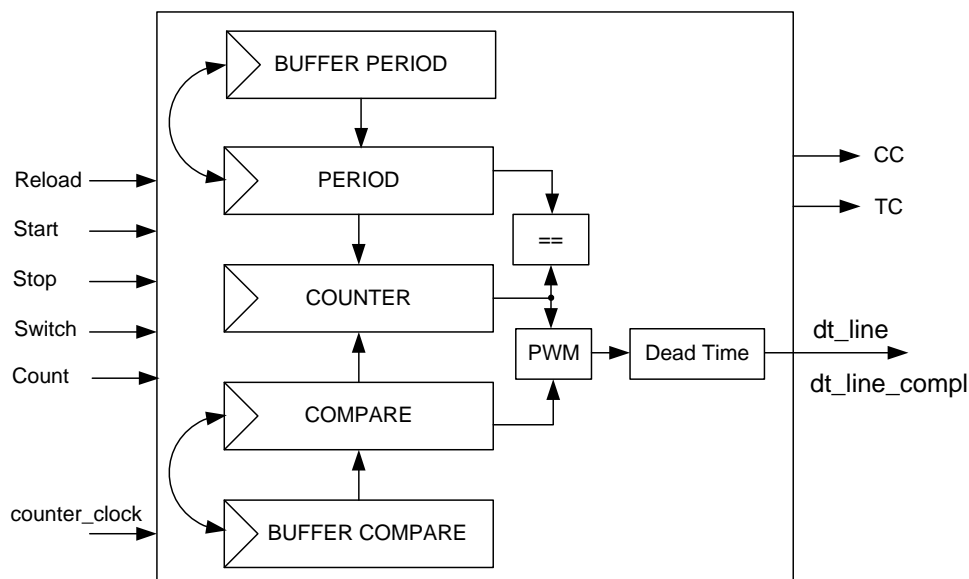 BUFFER PERIOD
PERIOD
CC
Reload
TC
Start
==
Stop
COUNTER
Switch
PWM
Dead Time
dt_line
Count
dt_line_compl
COMPARE
counter_clock
BUFFER COMPARE